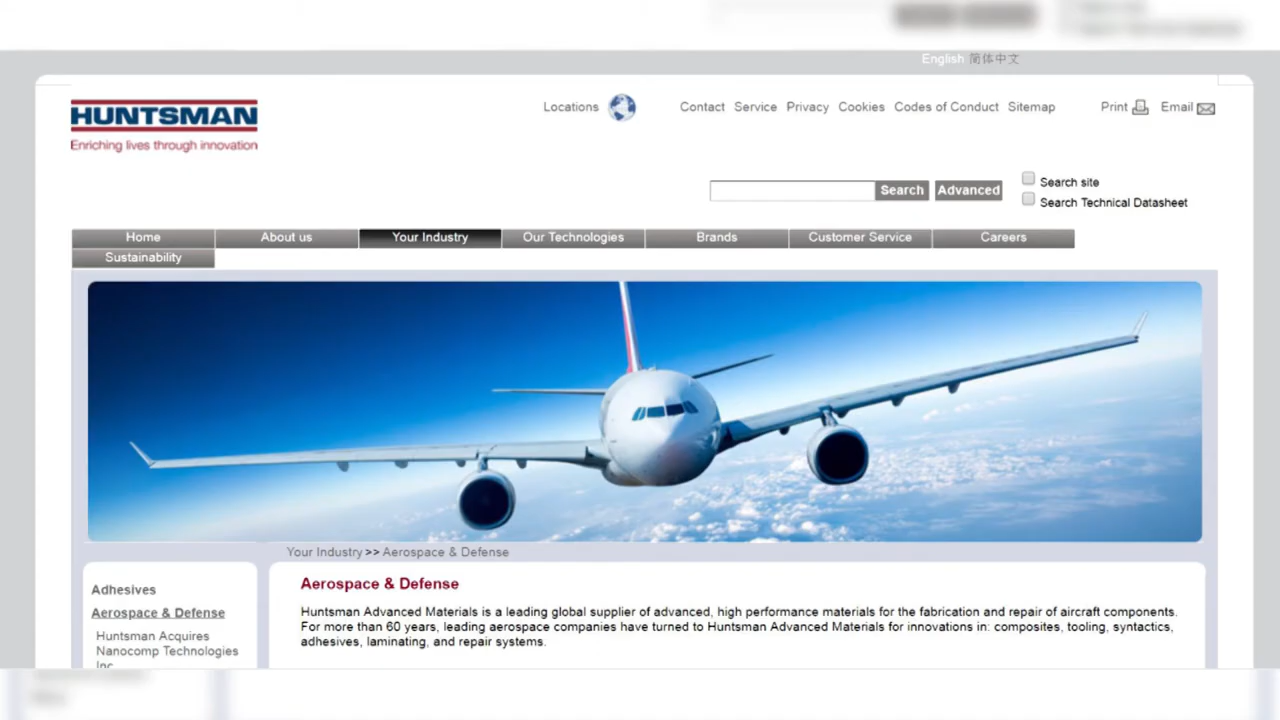 English 简体中文
HUNTSMAN
Enriching lives through innovation
Locations Contact Service Privacy Cookies Codes of Conduct Sitemap Print Email
Search Advanced
Search site
Search Technical Datasheet
Home About us Your Industry Our Technologies Brands Customer Service Careers
Sustainability
Your Industry >> Aerospace & Defense
Adhesives
Aerospace & Defense
Huntsman Acquires
Nanocomp Technologies
Inc
Aerospace & Defense
Huntsman Advanced Materials is a leading global supplier of advanced, high performance materials for the fabrication and repair of aircraft components.
For more than 60 years, leading aerospace companies have turned to Huntsman Advanced Materials for innovations in: composites, tooling, syntactics,
adhesives, laminating, and repair systems.